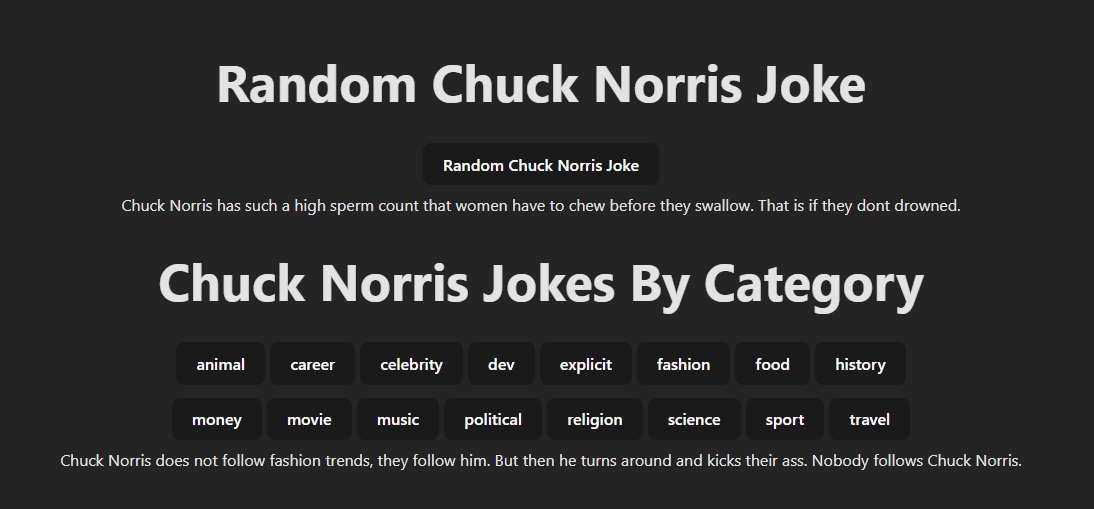 Random Chuck Norris Joke
Random Chuck Norris Joke
Chuck Norris has such a high sperm count that women have to chew before they swallow. That is if they dont drowned.
Chuck Norris Jokes By Category
animal career celebrity dev explicit fashion food history
money movie music political religion science sport travel
Chuck Norris does not follow fashion trends, they follow him. But then he turns around and kicks their ass. Nobody follows Chuck Norris.